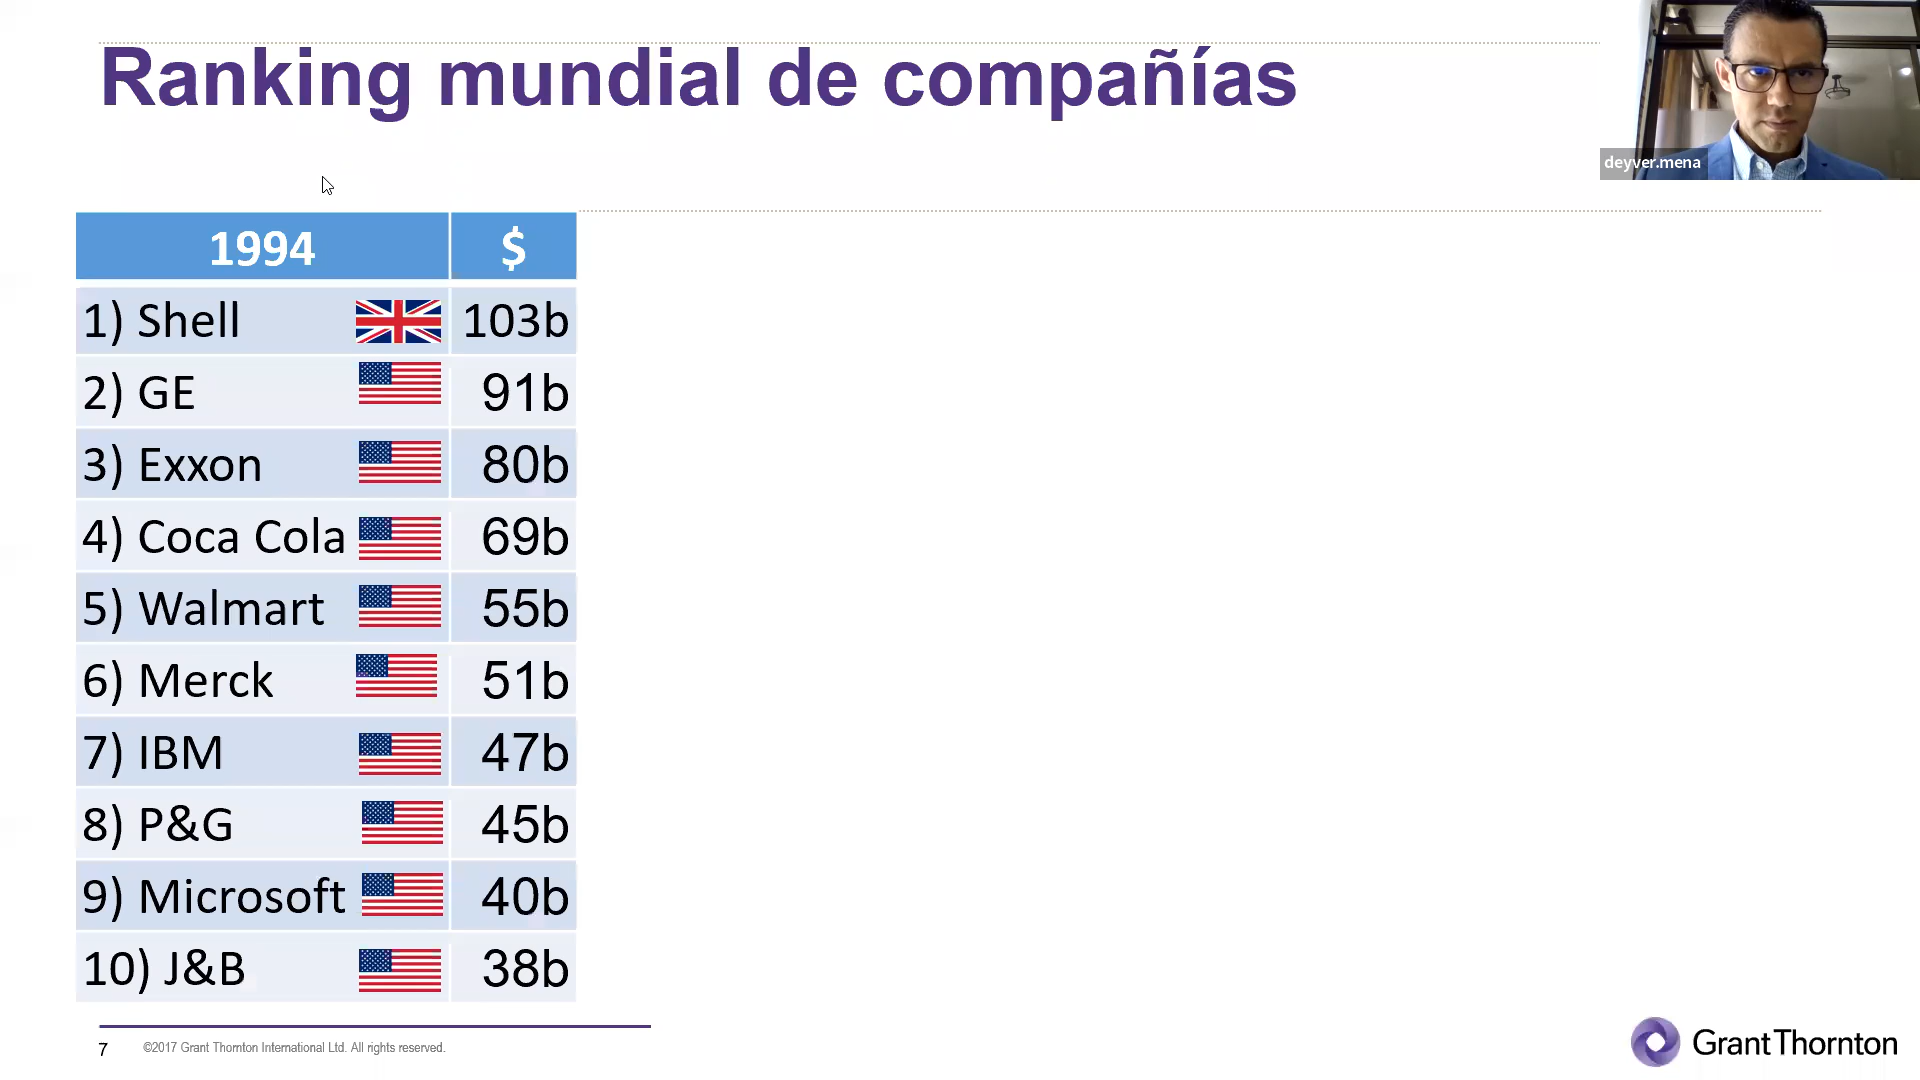 Ranking mundial de compañías
deyver.mena
1994 $
1) Shell 103b
2) GE 91b
3) Exxon 80b
4) Coca Cola 69b
5) Walmart 55b
6) Merck 51b
7) IBM 47b
8) P&G 45b
9) Microsoft 40b
10) J&B 38b
7 ©2017 Grant Thornton International Ltd. All rights reserved.
Grant Thornton